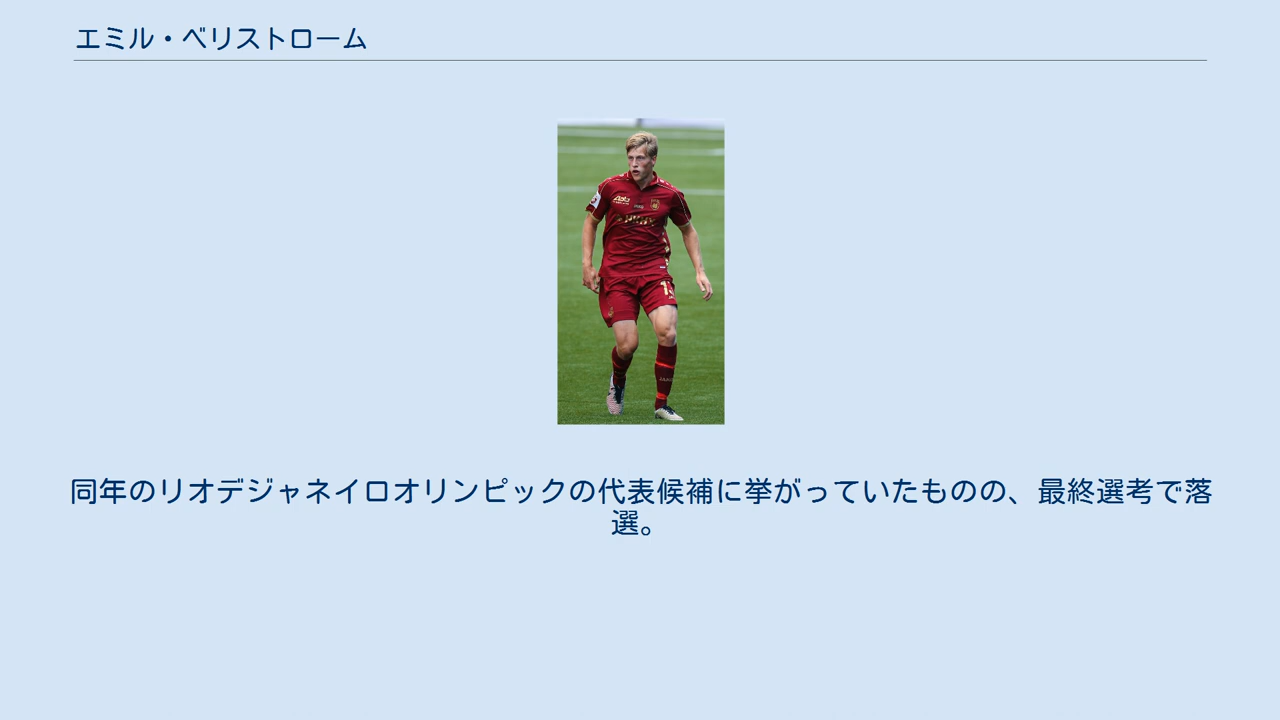 エミル・ベリストローム
同年のリオデジャネイロオリンピックの代表候補に挙がっていたものの、最終選考で落
選。